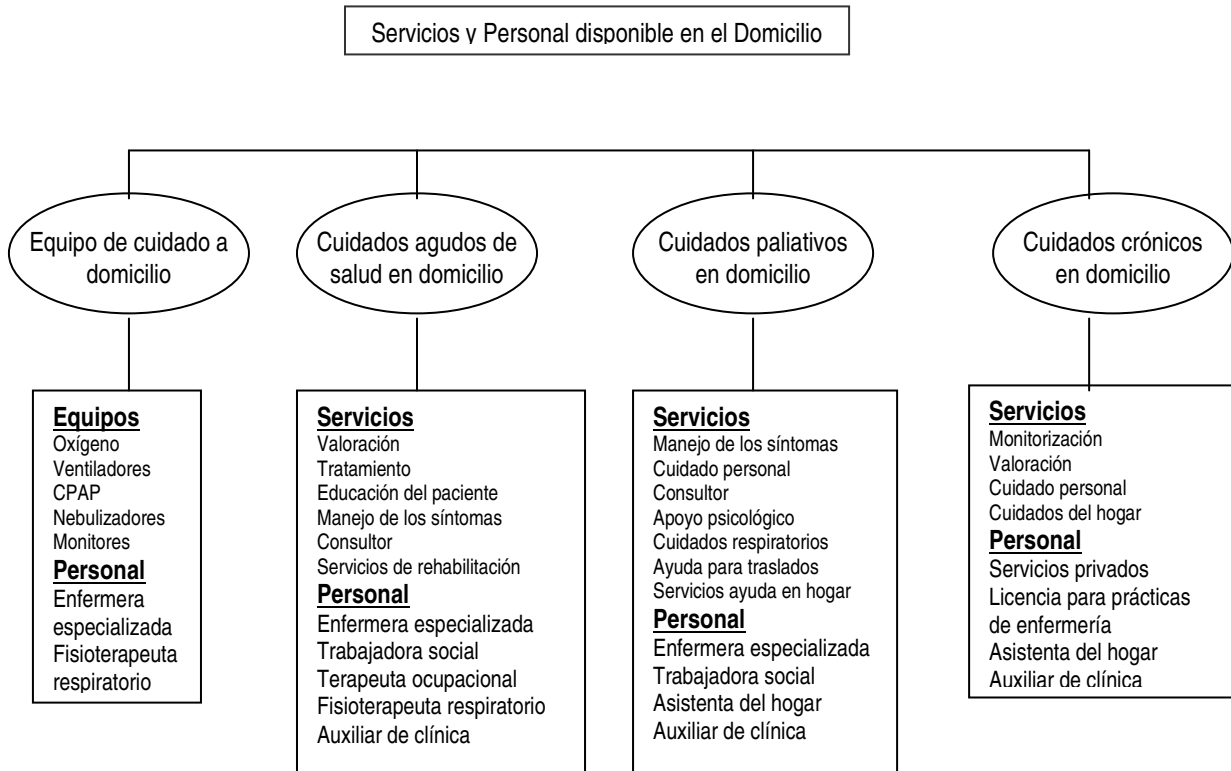 Servicios y Personal disponible en el Domicilio
Equipo de cuidado a
domicilio
Cuidados agudos de
salud en domicilio
Cuidados paliativos
en domicilio
Cuidados crónicos
en domicilio
Equipos
Oxígeno
Ventiladores
CPAP
Nebulizadores
Monitores
Personal
Enfermera
especializada
Fisioterapeuta
respiratorio
Servicios
Valoración
Tratamiento
Educación del paciente
Manejo de los síntomas
Consultor
Servicios de rehabilitación
Personal
Enfermera especializada
Trabajadora social
Terapeuta ocupacional
Fisioterapeuta respiratorio
Auxiliar de clínica
Servicios
Manejo de los síntomas
Cuidado personal
Consultor
Apoyo psicológico
Cuidados respiratorios
Ayuda para traslados
Servicios ayuda en hogar
Personal
Enfermera especializada
Trabajadora social
Asistenta del hogar
Auxiliar de clínica
Servicios
Monitorización
Valoración
Cuidado personal
Cuidados del hogar
Personal
Servicios privados
Licencia para prácticas
de enfermería
Asistenta del hogar
Auxiliar de clínica